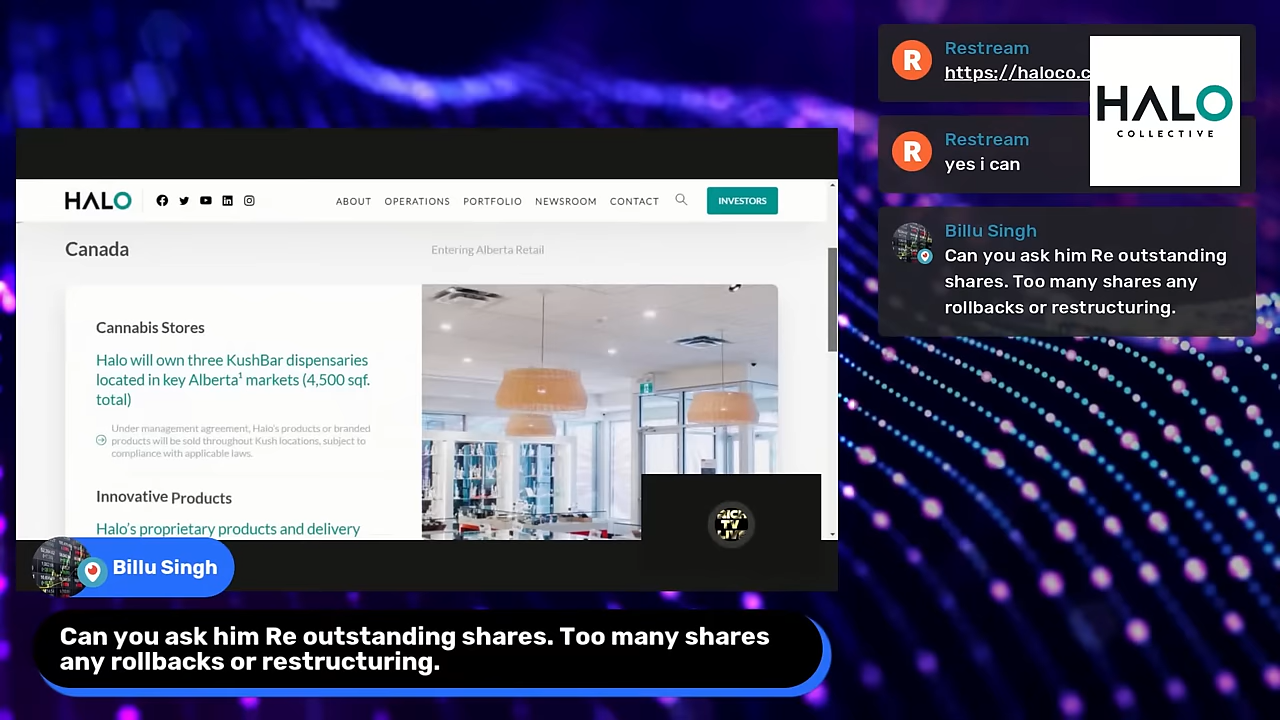 HALO
ABOUT OPERATIONS PORTFOLIO NEWSROOM CONTACT INVESTORS
Canada
Entering Alberta Retail
Cannabis Stores
Halo will own three KushBar dispensaries
located in key Alberta¹ markets (4,500 sqf.
total)
Under management agreement, Halo's products or branded
products will be sold throughout Kush locations, subject to
compliance with applicable laws.
Innovative Products
Halo's proprietary products and delivery
RICH
TV
LIVE
Billu Singh
Can you ask him Re outstanding shares. Too many shares
any rollbacks or restructuring.
R
Restream
https://haloco.c
HALO
COLLECTIVE
R
Restream
yes i can
Billu Singh
Can you ask him Re outstanding
shares. Too many shares any
rollbacks or restructuring.